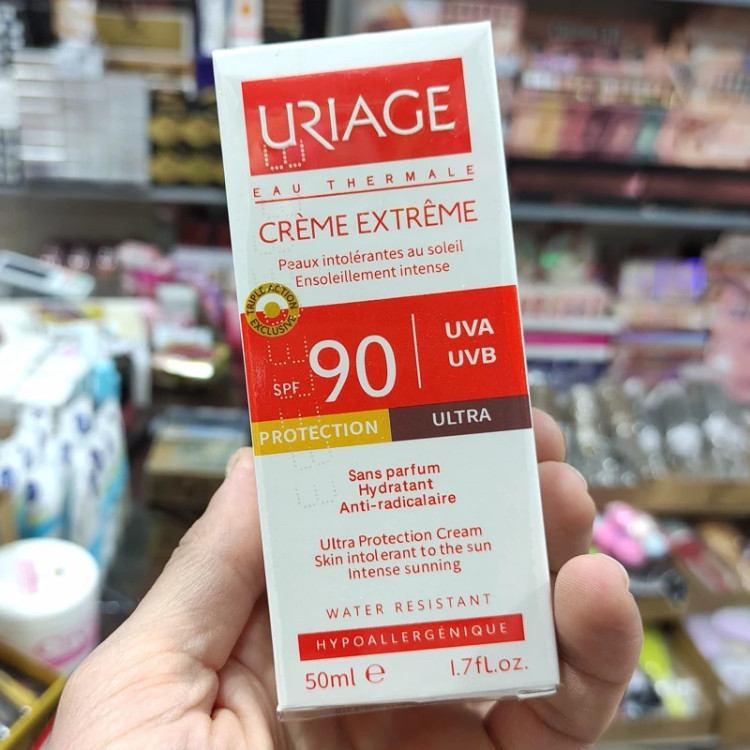 URIAGE
EAU THERMALE
CRÈME EXTRÊME
Peaux intolérantes au soleil
Ensoleillement intense
TRIPLE ACTION
EXCLUSIVE
SPF 90
UVA
UVB
PROTECTION
ULTRA
Sans parfum
Hydratant
Anti-radicalaire
Ultra Protection Cream
Skin intolerant to the sun
Intense sunning
WATER RESISTANT
HYPOALLERGÉNIQUE
50ml e 1.7fl.oz.